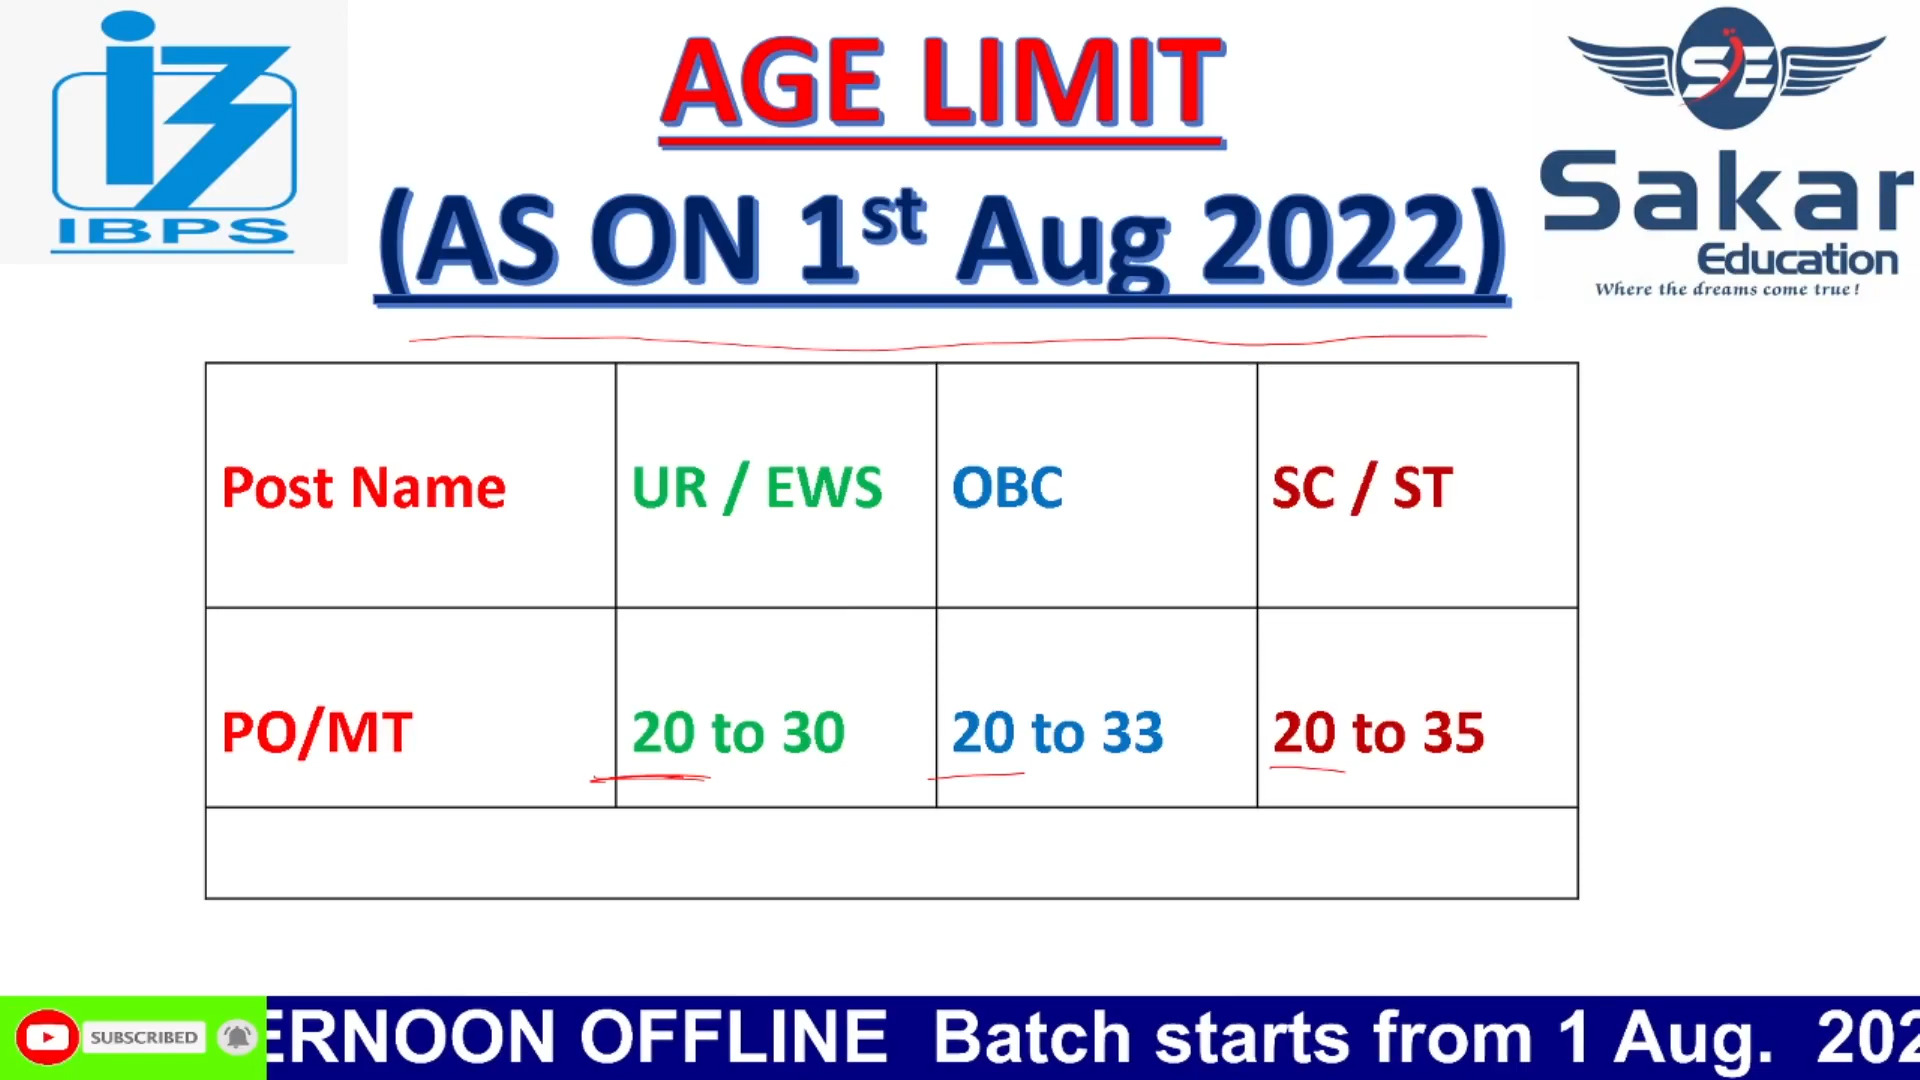 IBPS
AGE LIMIT
(AS ON 1st Aug 2022)
SE
Sakar
Education
Where the dreams come true!
Post Name UR / EWS OBC SC / ST
PO/MT 20 to 30 20 to 33 20 to 35
SUBSCRIBED
ERNOON OFFLINE Batch starts from 1 Aug. 202